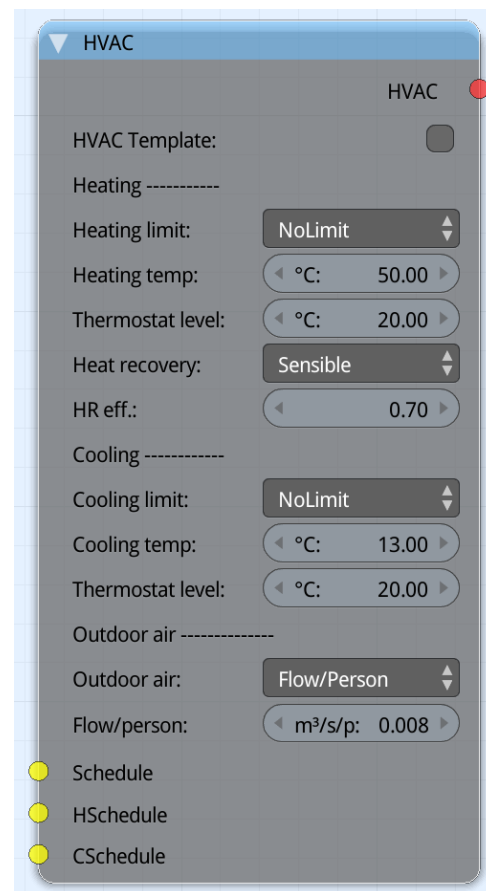 HVAC
HVAC
HVAC Template:
Heating -----------
Heating limit: NoLimit
Heating temp: °C: 50.00
Thermostat level: °C: 20.00
Heat recovery: Sensible
HR eff.: 0.70
Cooling ------------
Cooling limit: NoLimit
Cooling temp: °C: 13.00
Thermostat level: °C: 20.00
Outdoor air --------------
Outdoor air: Flow/Person
Flow/person: m³/s/p: 0.008
Schedule
HSchedule
CSchedule